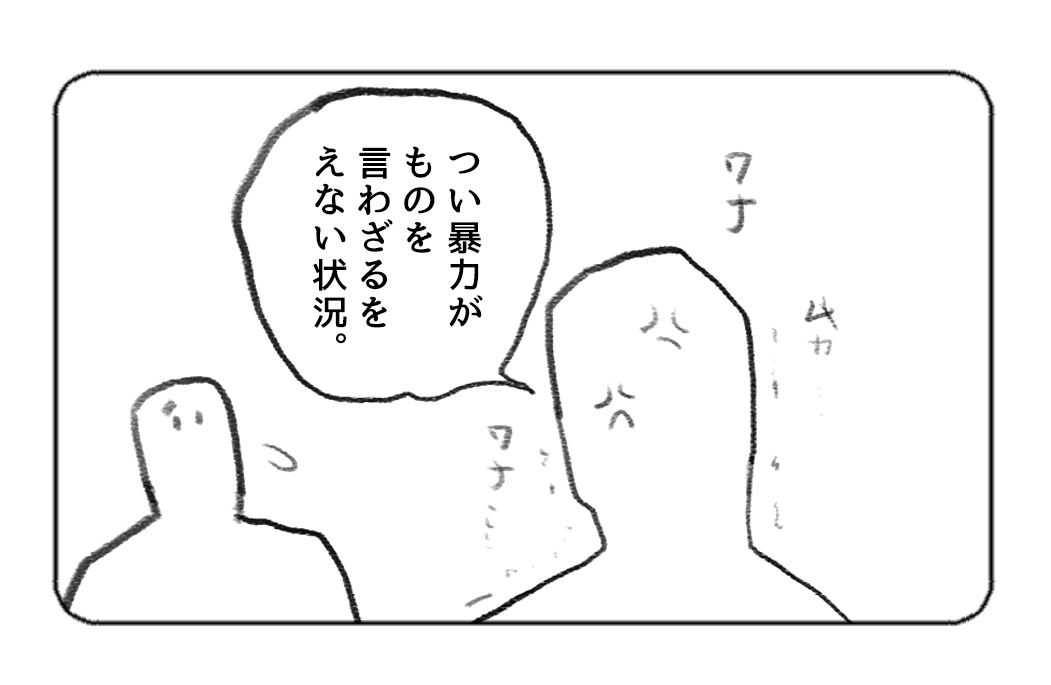 つい暴力が
ものを
言わざるを
えない状況。
ワナ
ワナ